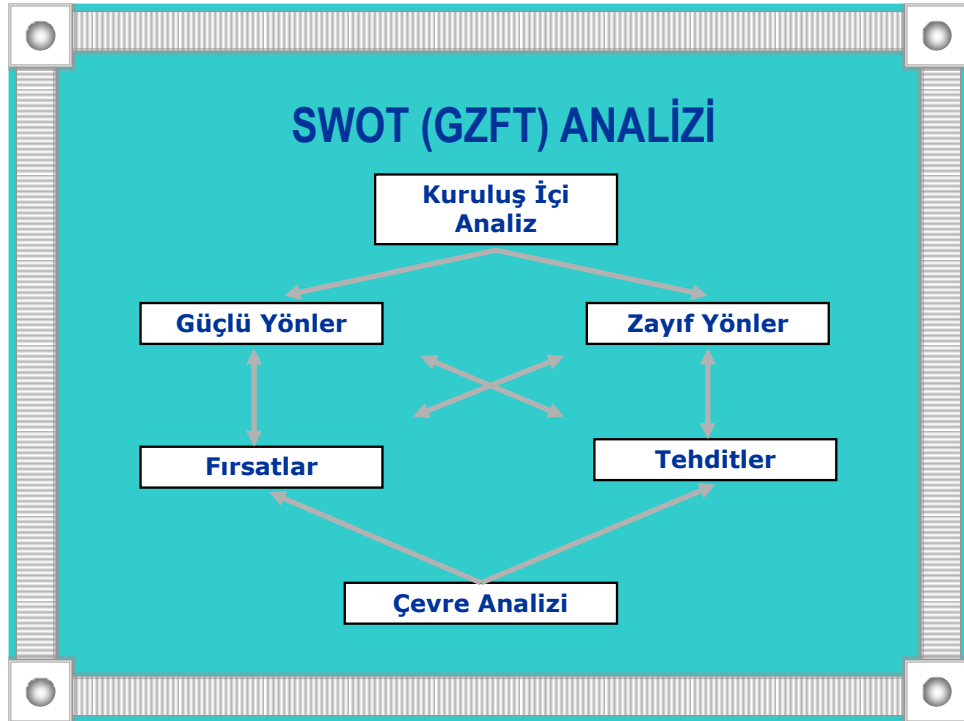 SWOT (GZFT) ANALİZİ
Kuruluş İçi
Analiz
Güçlü Yönler
Zayıf Yönler
Fırsatlar
Tehditler
Çevre Analizi